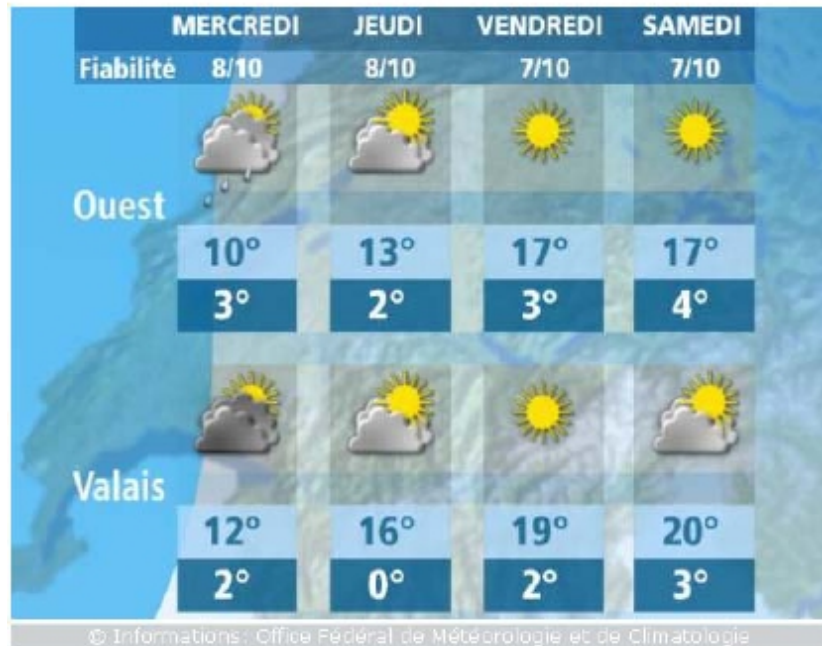 MERCREDI JEUDI VENDREDI SAMEDI
Fiabilité 8/10 8/10 7/10 7/10
Ouest
10° 13° 17° 17°
3° 2° 3° 4°
Valais
12° 16° 19° 20°
2° 0° 2° 3°
© Informations: Office Fédéral de Météorologie et de Climatologie